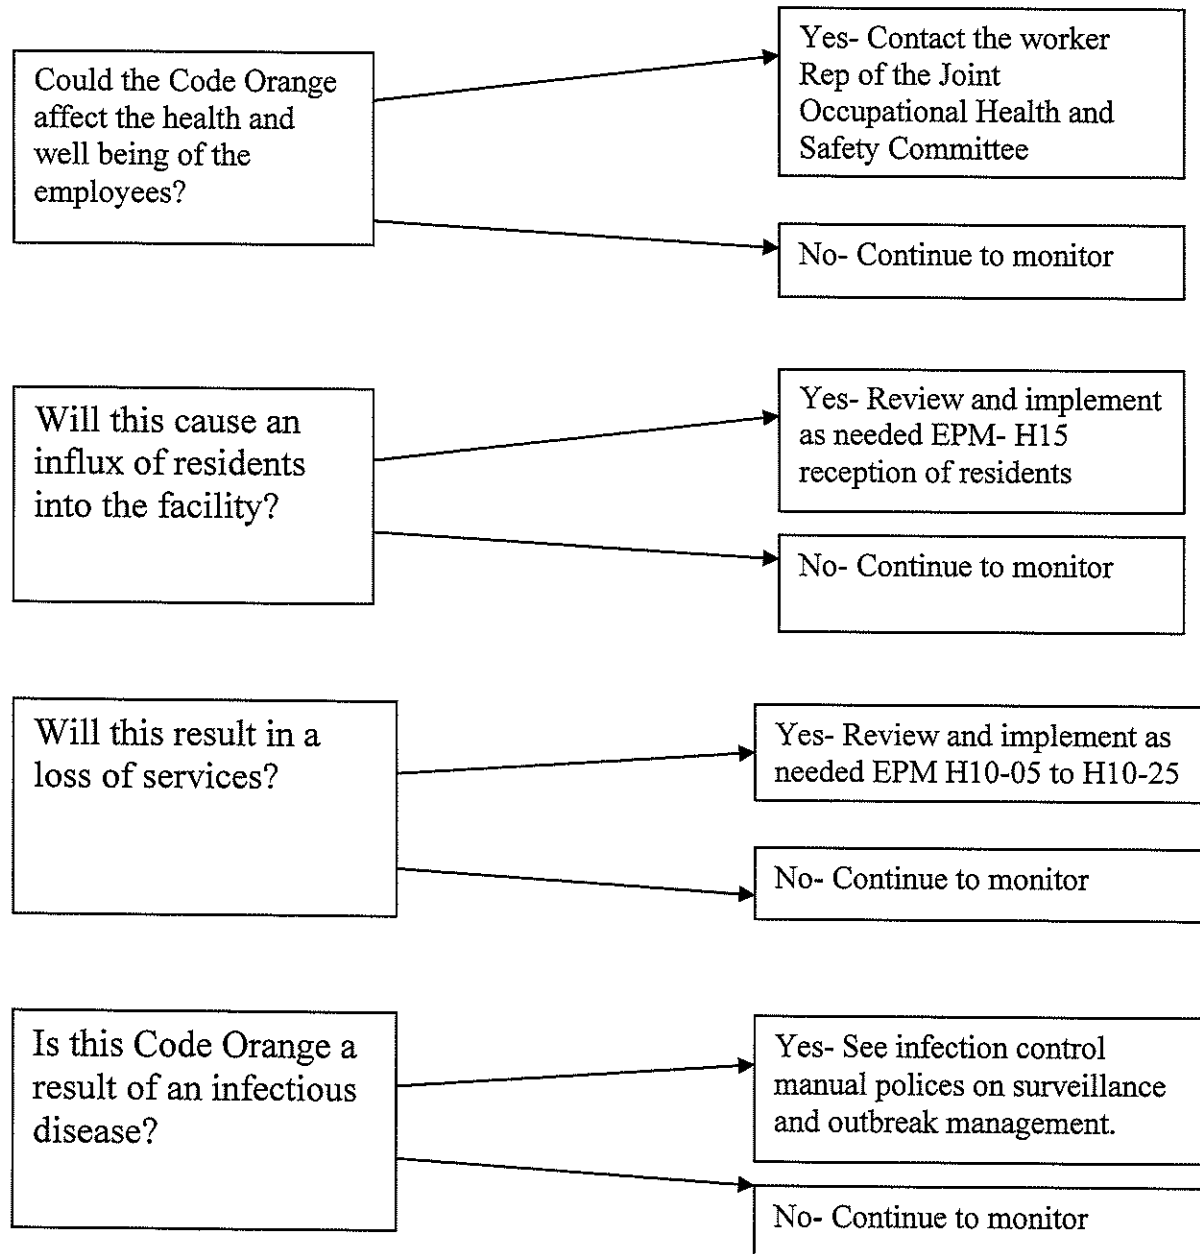 Could the Code Orange
affect the health and
well being of the
employees?
Yes- Contact the worker
Rep of the Joint
Occupational Health and
Safety Committee
No- Continue to monitor
Will this cause an
influx of residents
into the facility?
Yes- Review and implement
as needed EPM- H15
reception of residents
No- Continue to monitor
Will this result in a
loss of services?
Yes- Review and implement as
needed EPM H10-05 to H10-25
No- Continue to monitor
Is this Code Orange a
result of an infectious
disease?
Yes- See infection control
manual polices on surveillance
and outbreak management.
No- Continue to monitor